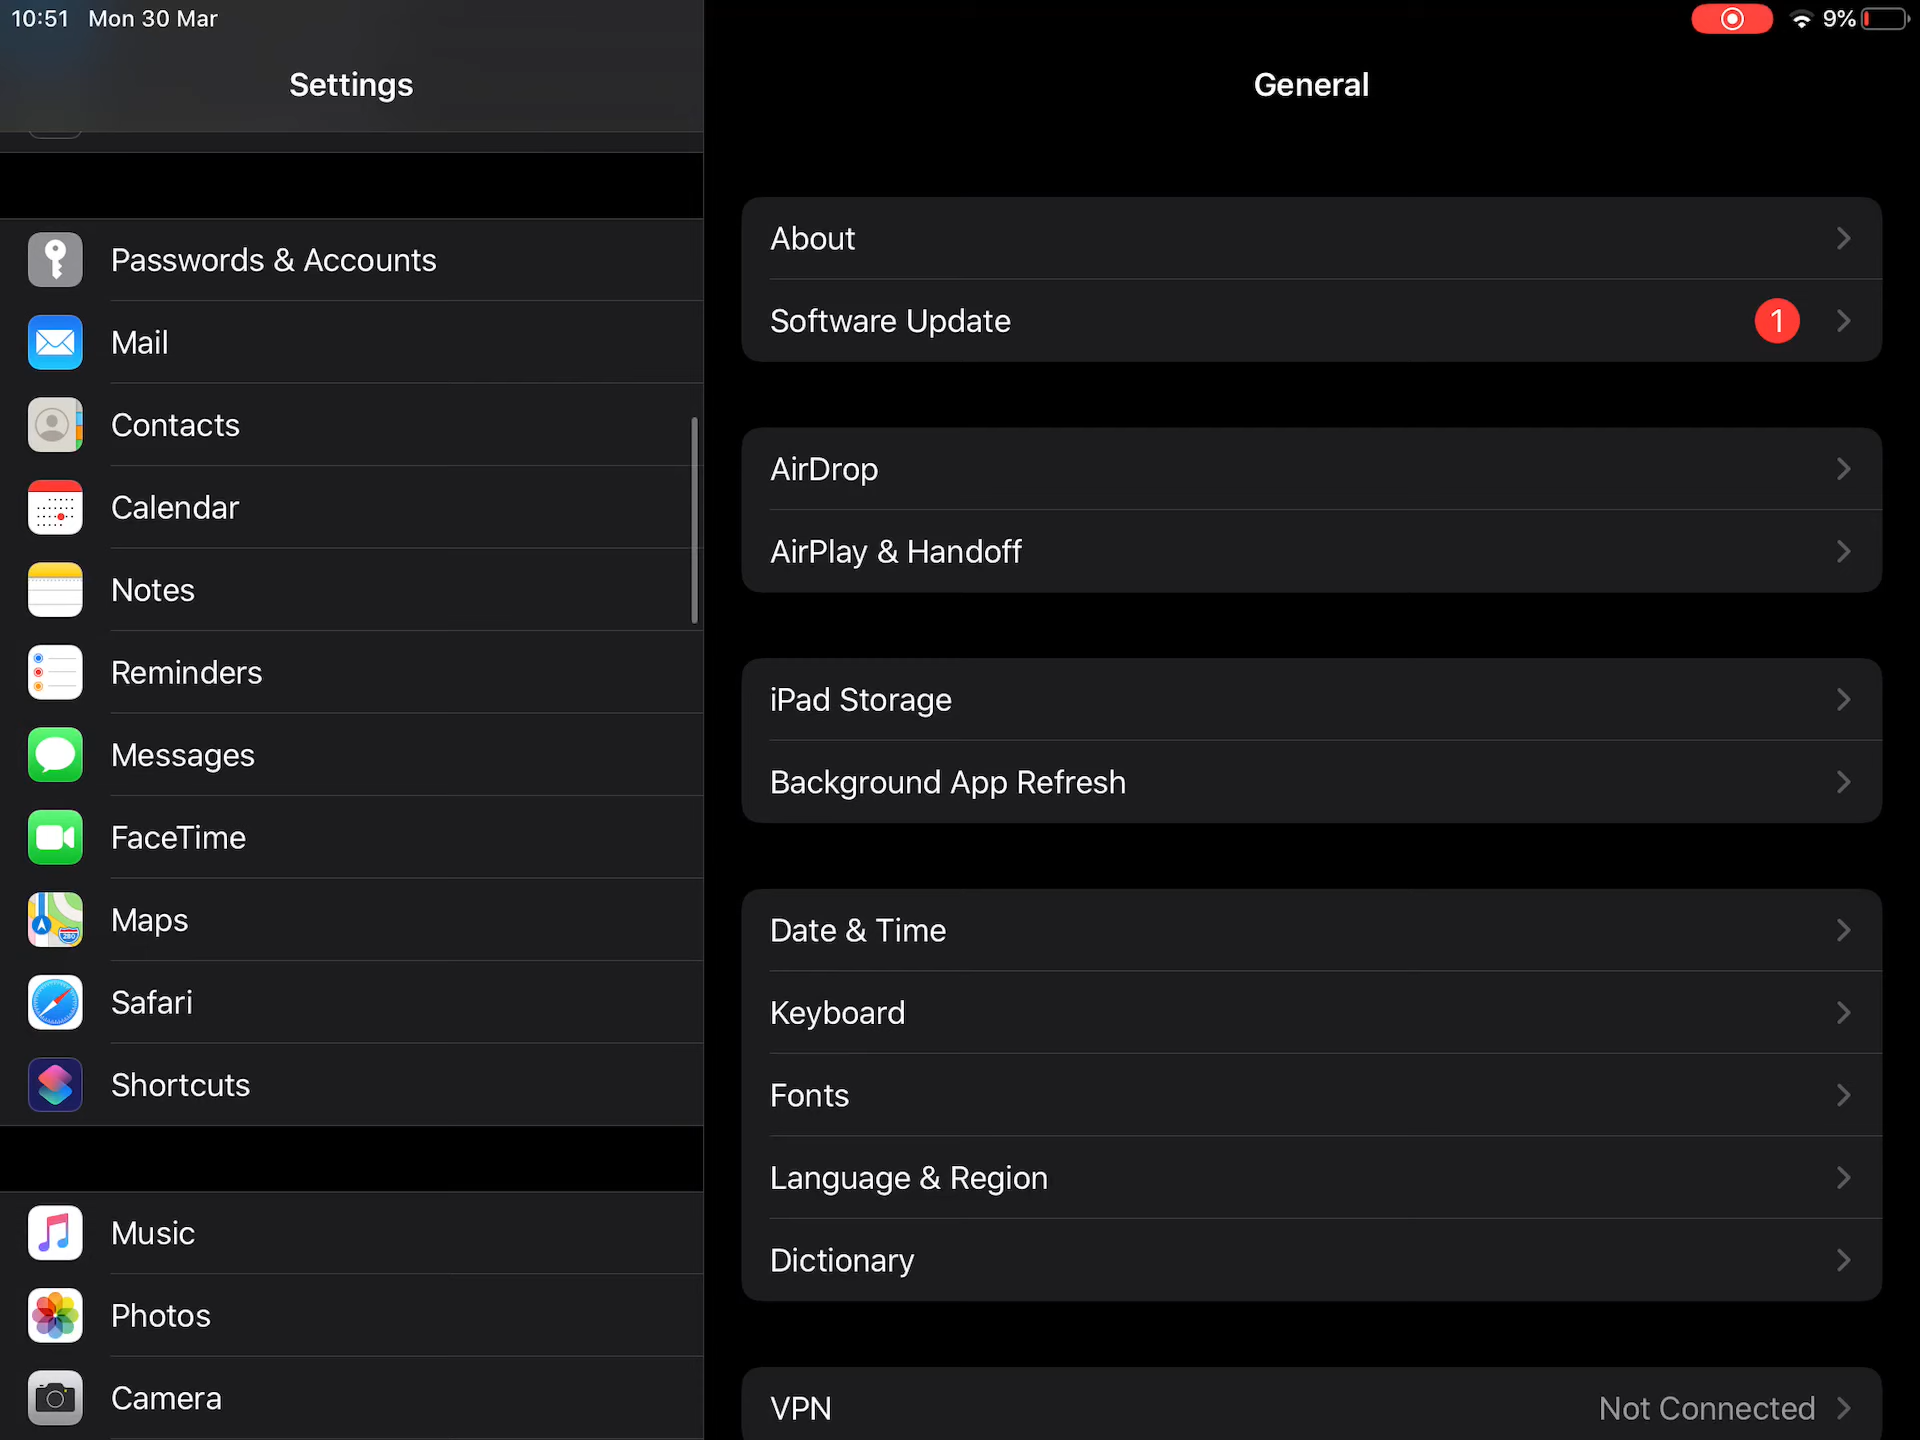 10:51 Mon 30 Mar
9%
Settings
Passwords & Accounts
Mail
Contacts
Calendar
Notes
Reminders
Messages
FaceTime
Maps
Safari
Shortcuts
Music
Photos
Camera
General
About
Software Update 1
AirDrop
AirPlay & Handoff
iPad Storage
Background App Refresh
Date & Time
Keyboard
Fonts
Language & Region
Dictionary
VPN Not Connected